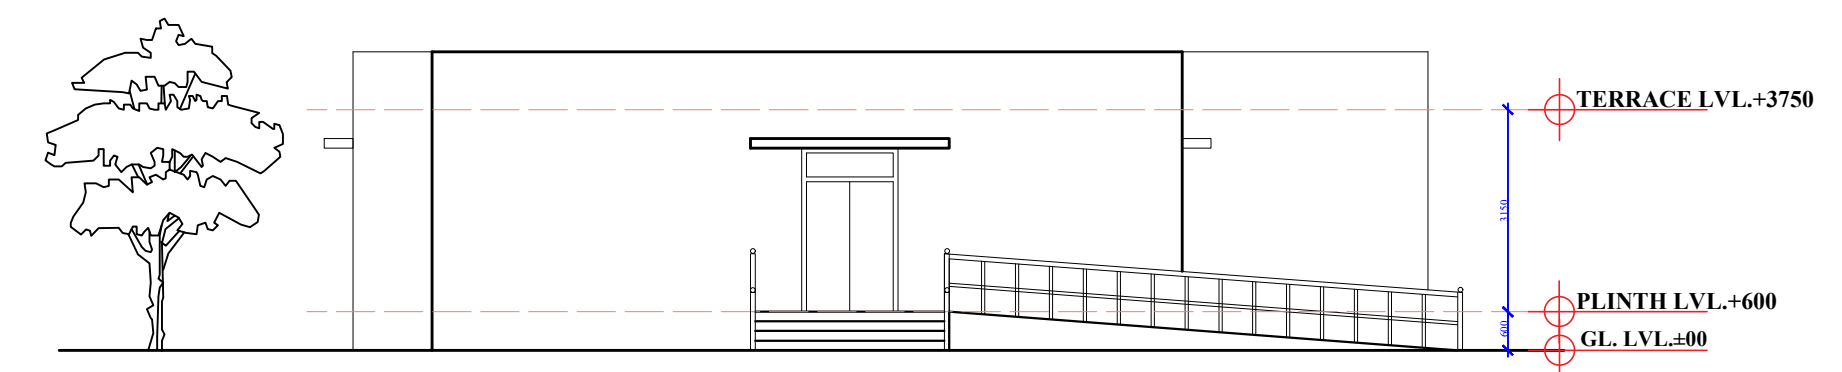 TERRACE LVL.+3750
3150
PLINTH LVL.+600
600
GL. LVL.±00